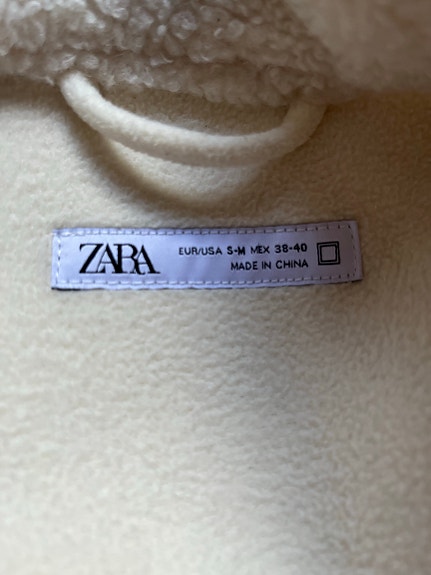 ZARA
EUR/USA S-M MEX 38-40
MADE IN CHINA